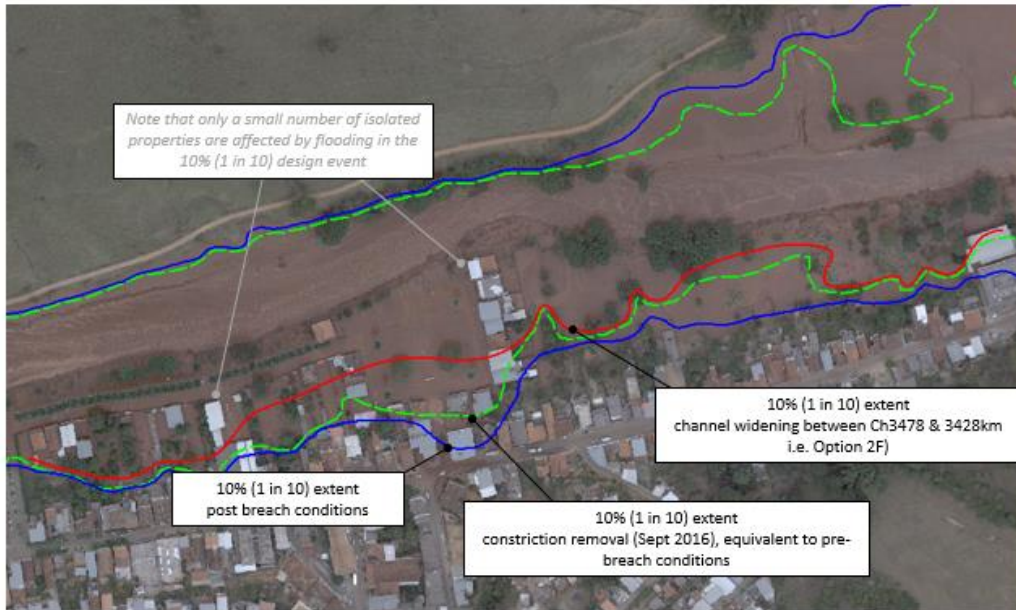 Note that only a small number of isolated
properties are affected by flooding in the
10% (1 in 10) design event
10% (1 in 10) extent
channel widening between Ch3478 & 3428km
i.e. Option 2F)
10% (1 in 10) extent
post breach conditions
10% (1 in 10) extent
constriction removal (Sept 2016), equivalent to pre-
breach conditions